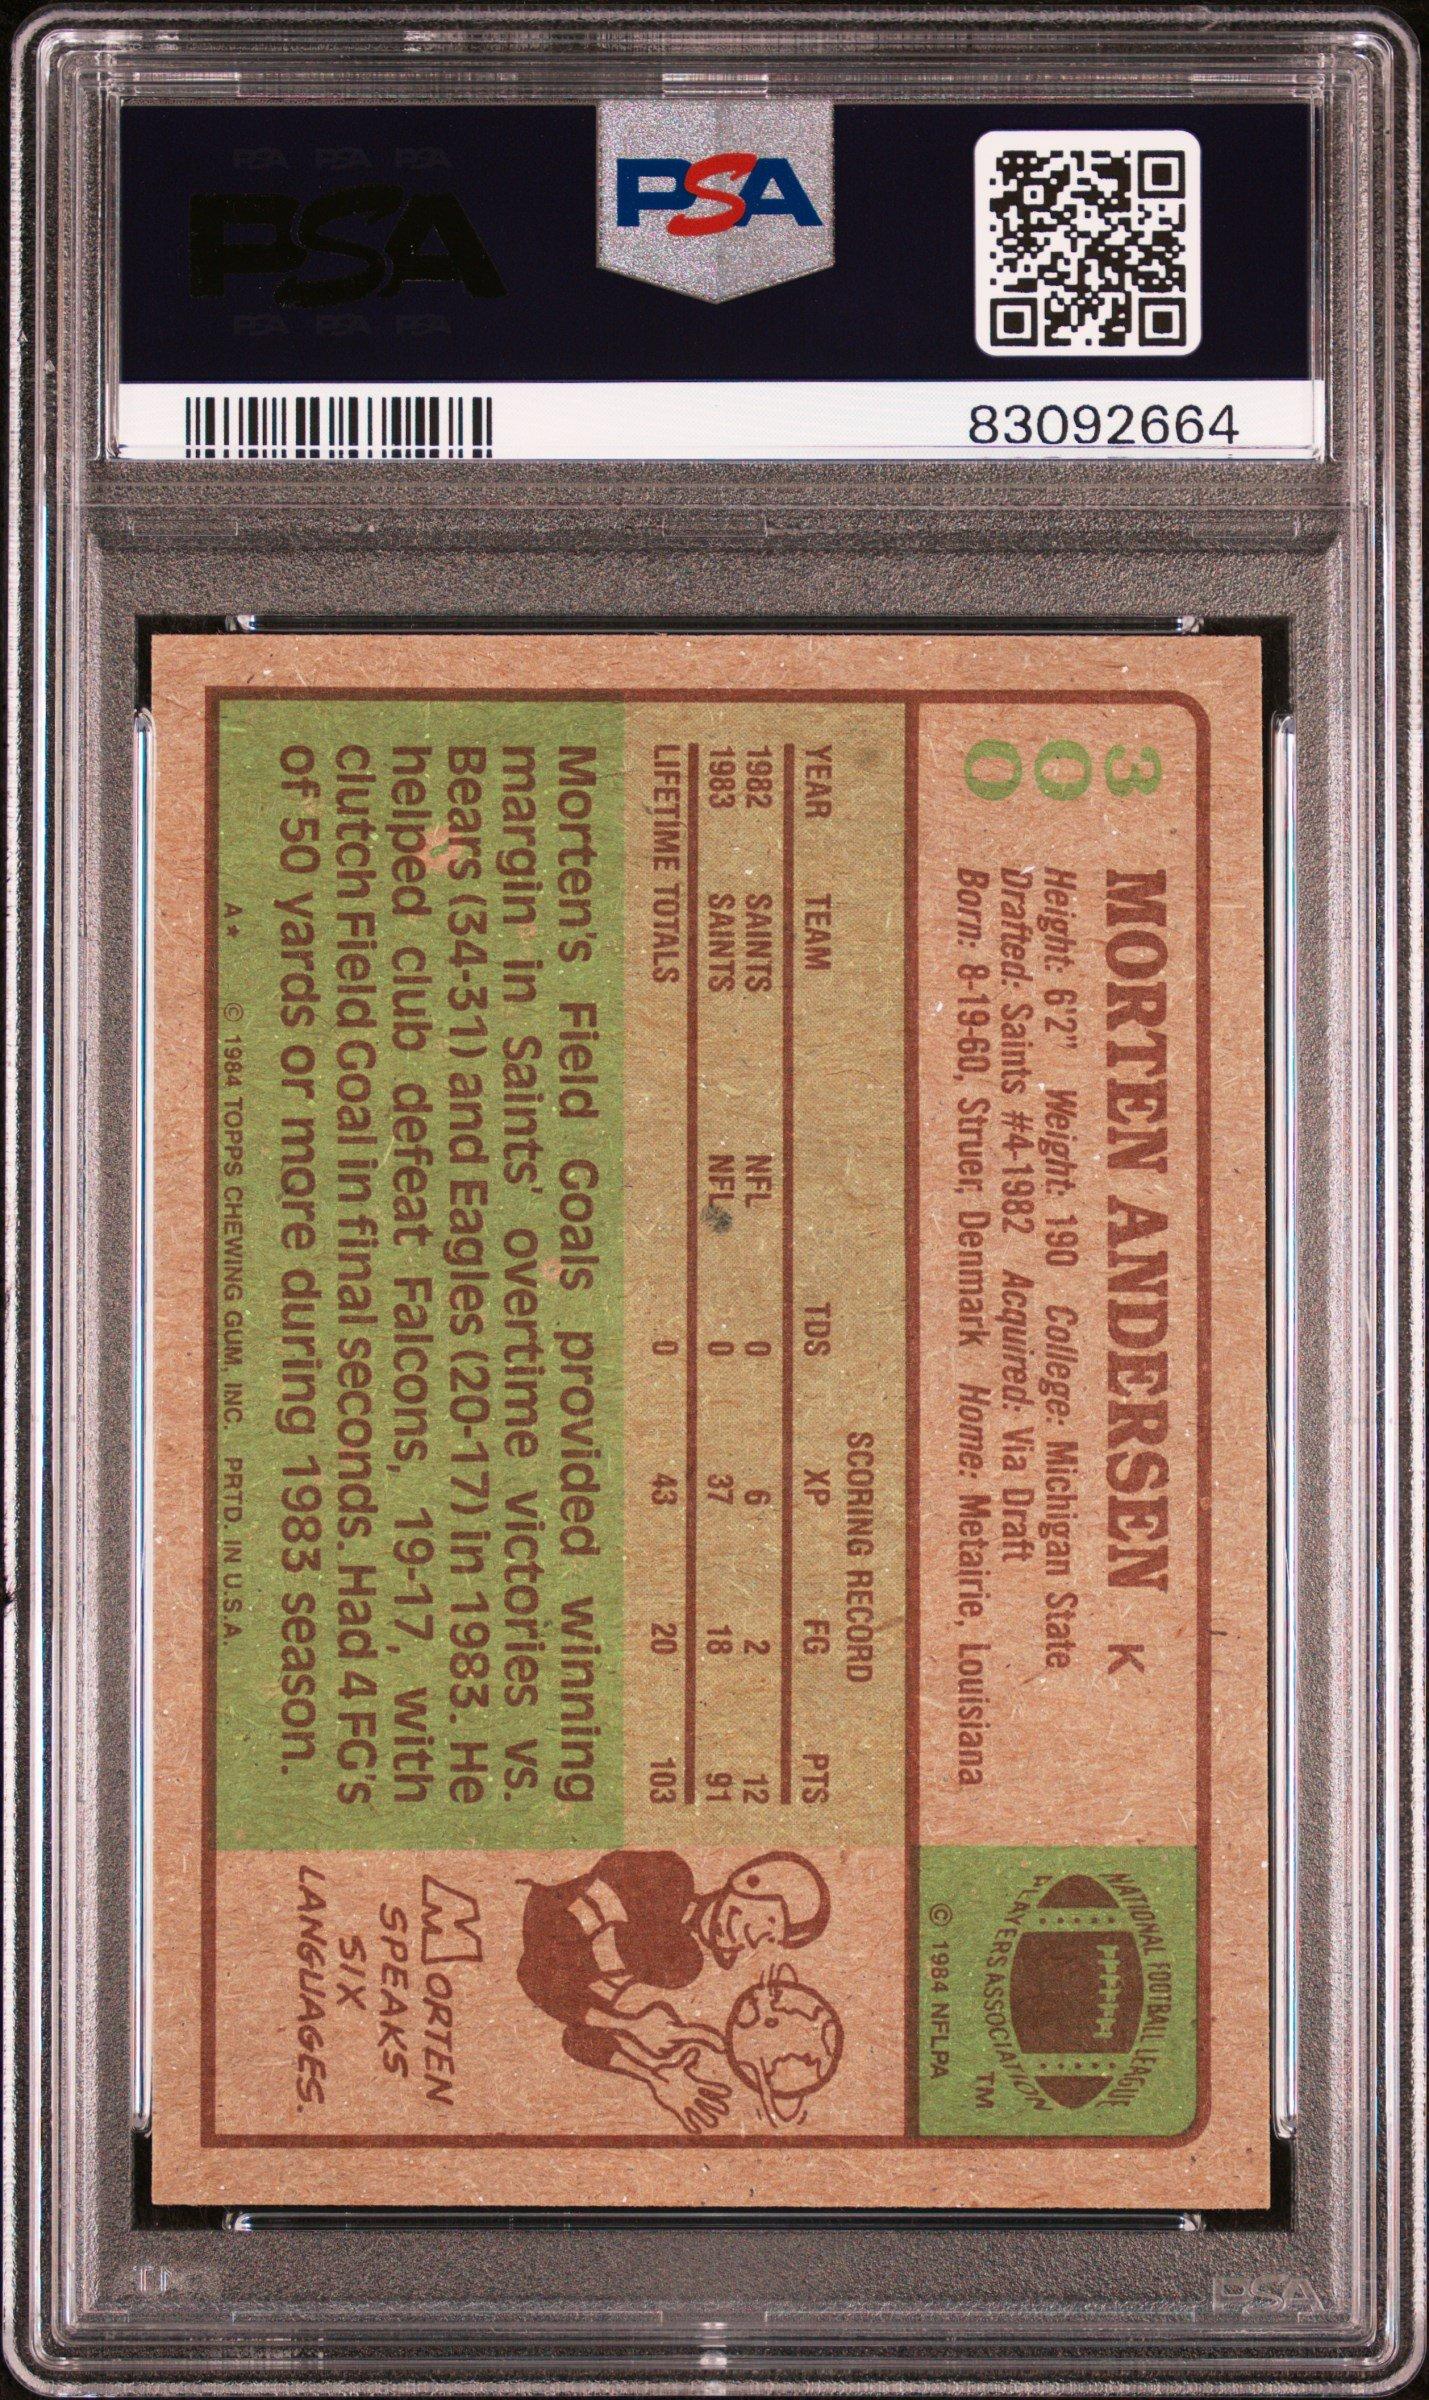 PSA PSA PSA
PSA
PSA PSA PSA
PSA
83092664
300
MORTEN ANDERSEN K
Height: 6'2" Weight: 190 College: Michigan State
Drafted: Saints #4-1982 Acquired: Via Draft
Born: 8-19-60, Struer, Denmark Home: Metairie, Louisiana
NATIONAL FOOTBALL LEAGUE
PLAYERS ASSOCIATION
TM
© 1984 NFLPA
SCORING RECORD
YEAR TEAM TDS XP FG PTS
1982 SAINTS NFL 0 6 2 12
1983 SAINTS NFL 0 37 18 91
LIFETIME TOTALS 0 43 20 103
Morten's Field Goals provided winning
margin in Saints' overtime victories vs.
Bears (34-31) and Eagles (20-17) in 1983. He
helped club defeat Falcons, 19-17, with
clutch Field Goal in final seconds. Had 4 FG's
of 50 yards or more during 1983 season.
A* © 1984 TOPPS CHEWING GUM, INC. PRTD. IN U.S.A.
MORTEN
SPEAKS
SIX
LANGUAGES.
PSA